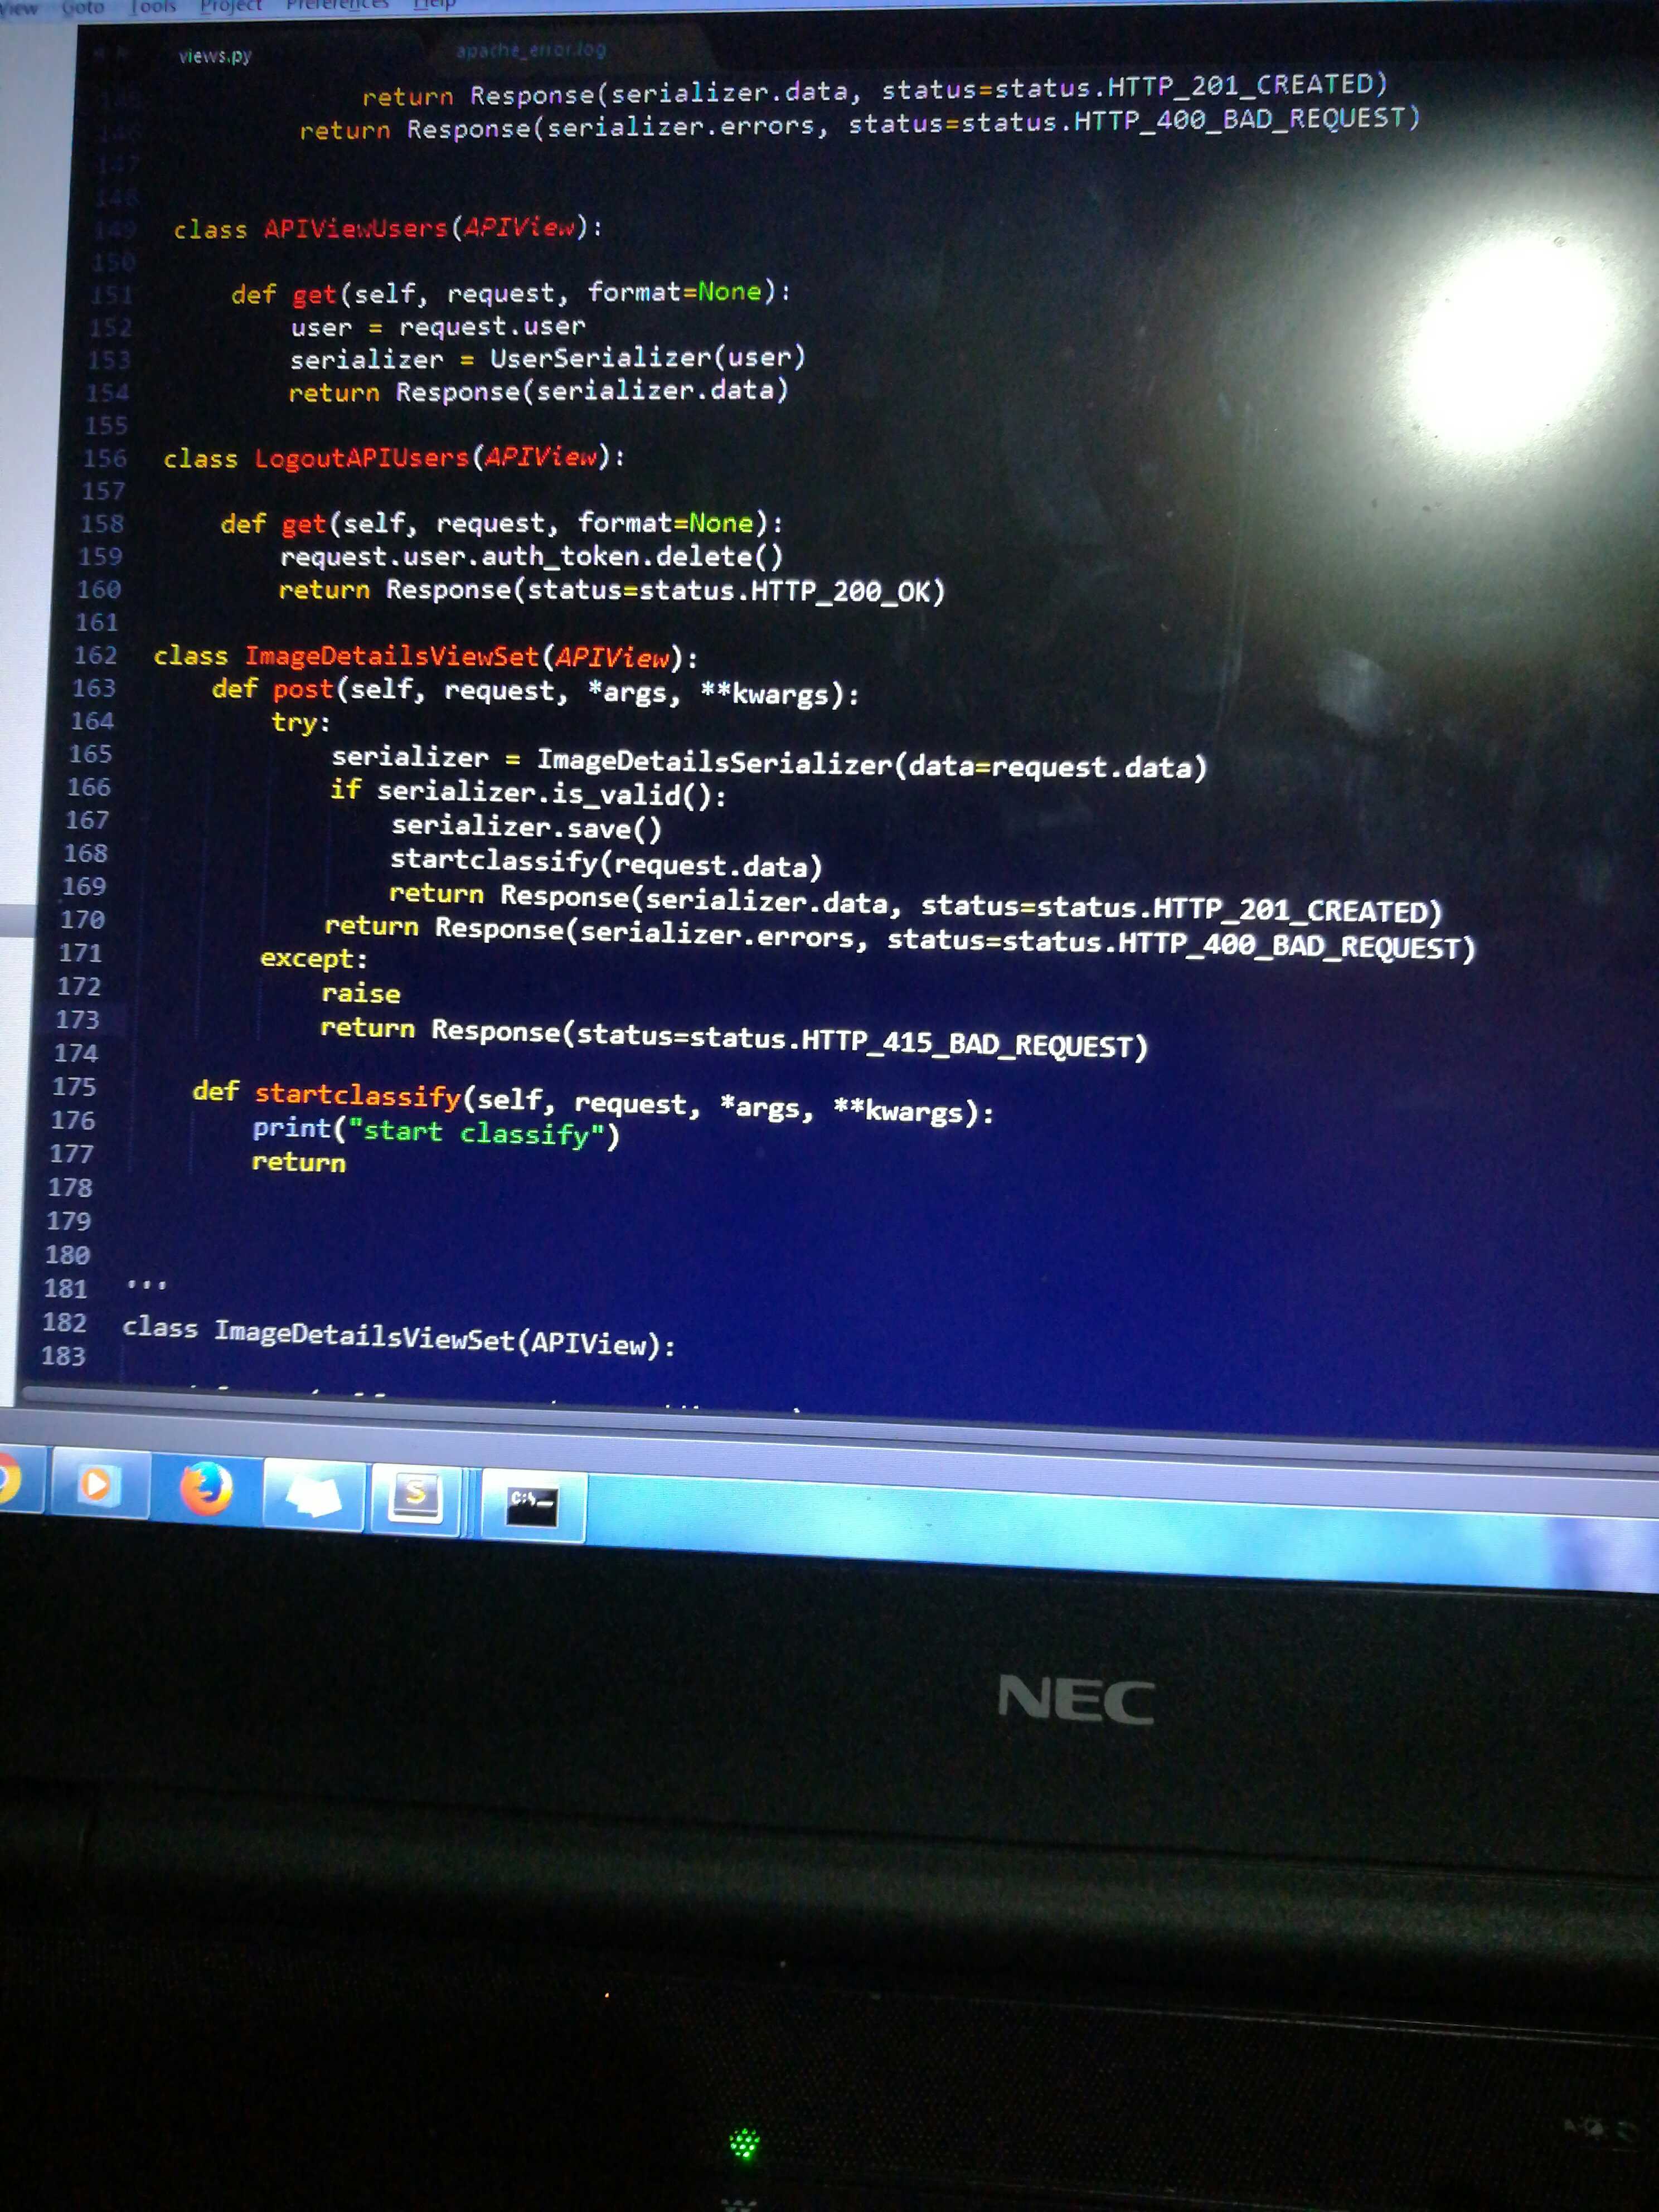 View Goto Tools Project Preferences Help
views.py apache_error.log
145 return Response(serializer.data, status=status.HTTP_201_CREATED)
146 return Response(serializer.errors, status=status.HTTP_400_BAD_REQUEST)
147
148
149 class APIViewUsers(APIView):
150
151 def get(self, request, format=None):
152 user = request.user
153 serializer = UserSerializer(user)
154 return Response(serializer.data)
155
156 class LogoutAPIUsers(APIView):
157
158 def get(self, request, format=None):
159 request.user.auth_token.delete()
160 return Response(status=status.HTTP_200_OK)
161
162 class ImageDetailsViewSet(APIView):
163 def post(self, request, *args, **kwargs):
164 try:
165 serializer = ImageDetailsSerializer(data=request.data)
166 if serializer.is_valid():
167 serializer.save()
168 startclassify(request.data)
169 return Response(serializer.data, status=status.HTTP_201_CREATED)
170 return Response(serializer.errors, status=status.HTTP_400_BAD_REQUEST)
171 except:
172 raise
173 return Response(status=status.HTTP_415_BAD_REQUEST)
174
175 def startclassify(self, request, *args, **kwargs):
176 print("start classify")
177 return
178
179
180
181 '''
182 class ImageDetailsViewSet(APIView):
183
S
C:\
NEC